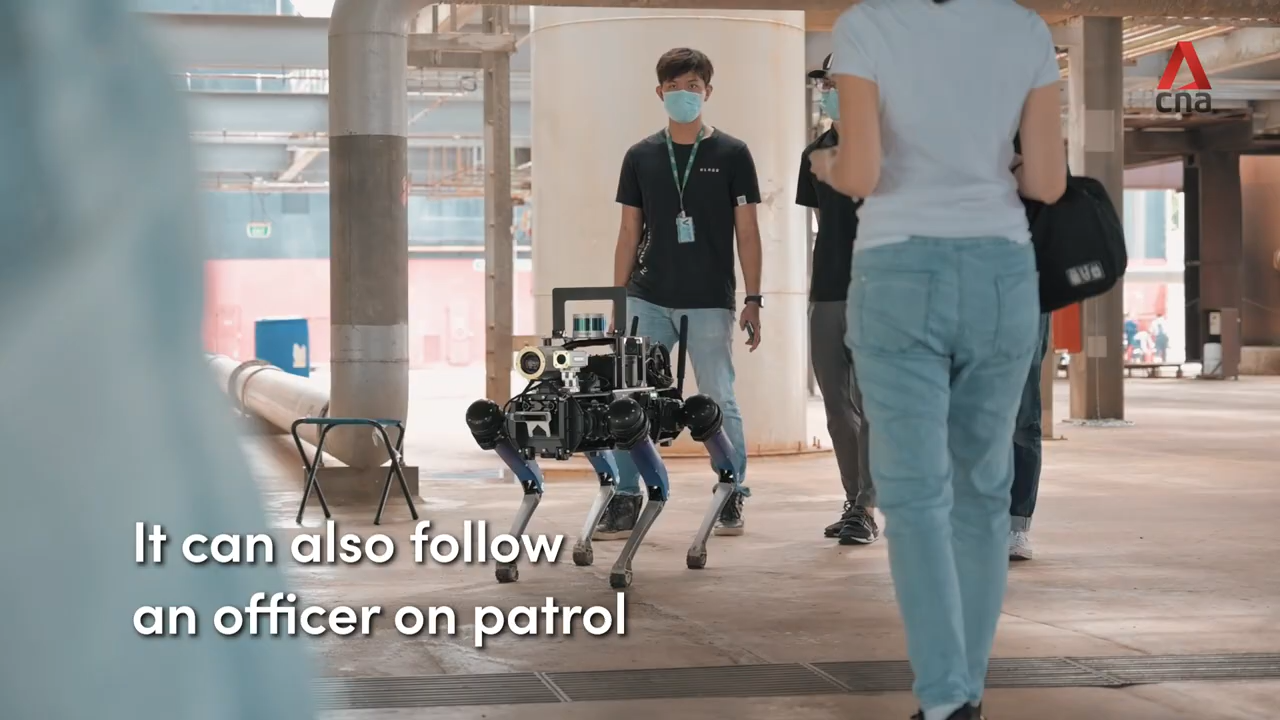 cna
It can also follow
an officer on patrol